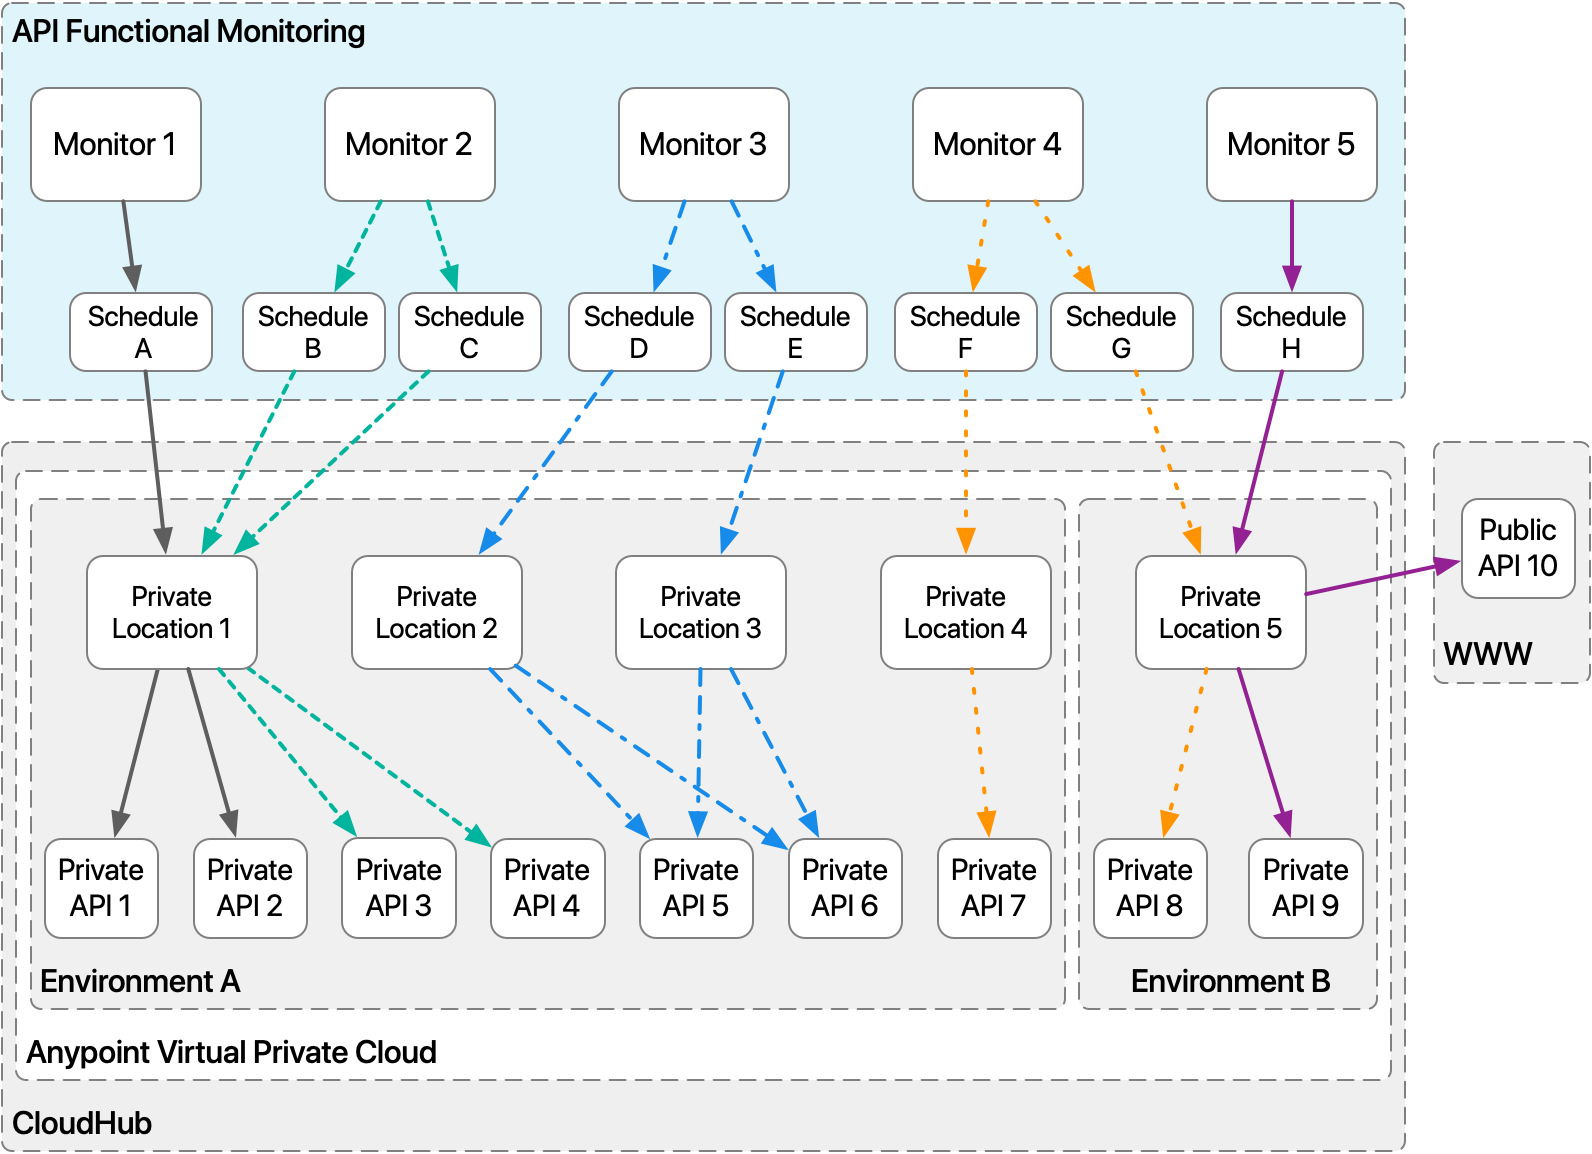 API Functional Monitoring
Monitor 1
Monitor 2
Monitor 3
Monitor 4
Monitor 5
Schedule
A
Schedule
B
Schedule
C
Schedule
D
Schedule
E
Schedule
F
Schedule
G
Schedule
H
Public
API 10
WWW
Private
Location 1
Private
Location 2
Private
Location 3
Private
Location 4
Private
Location 5
Private
API 1
Private
API 2
Private
API 3
Private
API 4
Private
API 5
Private
API 6
Private
API 7
Private
API 8
Private
API 9
Environment A
Environment B
Anypoint Virtual Private Cloud
CloudHub